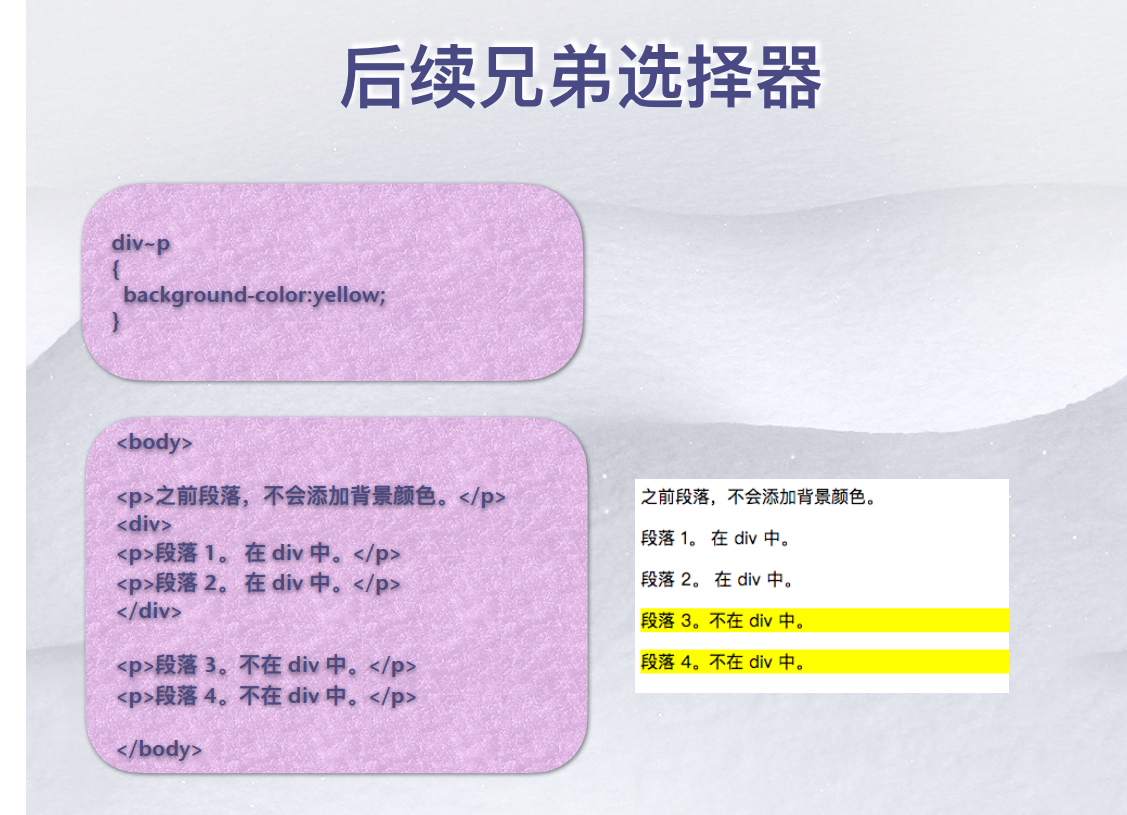 后续兄弟选择器
div~p
{
background-color:yellow;
}
<body>
<p>之前段落，不会添加背景颜色。</p>
<div>
<p>段落 1。 在 div 中。</p>
<p>段落 2。 在 div 中。</p>
</div>
<p>段落 3。不在 div 中。</p>
<p>段落 4。不在 div 中。</p>
</body>
之前段落，不会添加背景颜色。
段落 1。 在 div 中。
段落 2。 在 div 中。
段落 3。不在 div 中。
段落 4。不在 div 中。